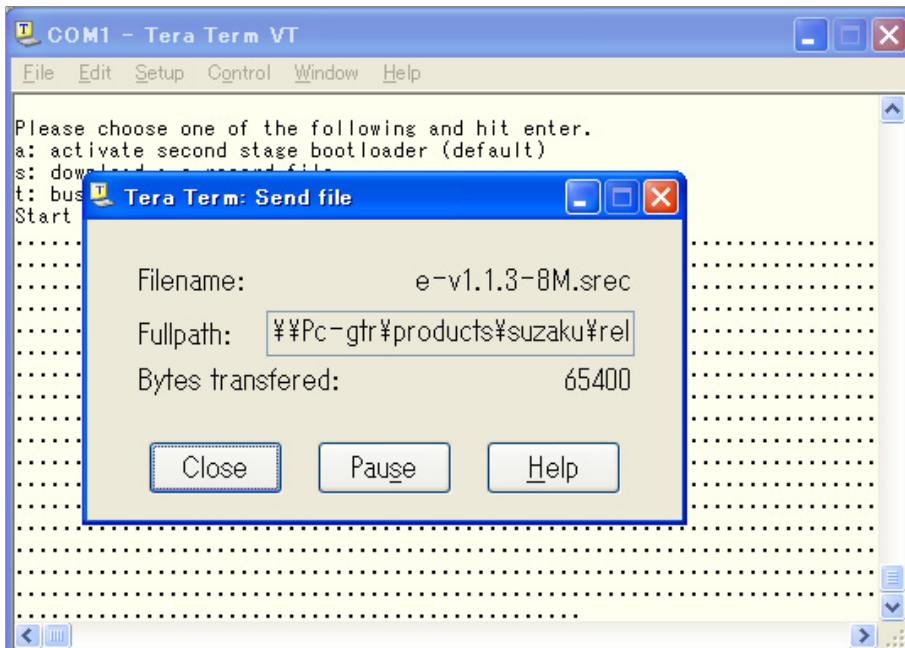 COM1 - Tera Term VT
File Edit Setup Control Window Help
Please choose one of the following and hit enter.
a: activate second stage bootloader (default)
s:
t: bus
Start
Tera Term: Send file
Filename: e-v1.1.3-8M.srec
Fullpath: ¥¥Pc-gtr¥products¥suzaku¥rel
Bytes transfered: 65400
Close Pause Help